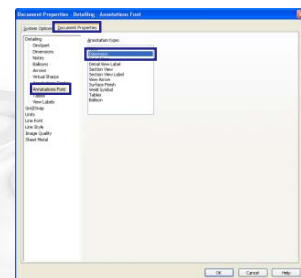 Document Properties - Detailing - Annotations Font
System Options
Document Properties
Detailing
DimXpert
Dimensions
Notes
Balloons
Arrows
Virtual Sharps
Annotations Font
Tables
View Labels
Grid/Snap
Units
Line Font
Line Style
Image Quality
Sheet Metal
Annotation type:
Dimension
Detail View Label
Section View
Section View Label
View Arrow
Surface Finish
Weld Symbol
Tables
Balloon
OK
Cancel
Help